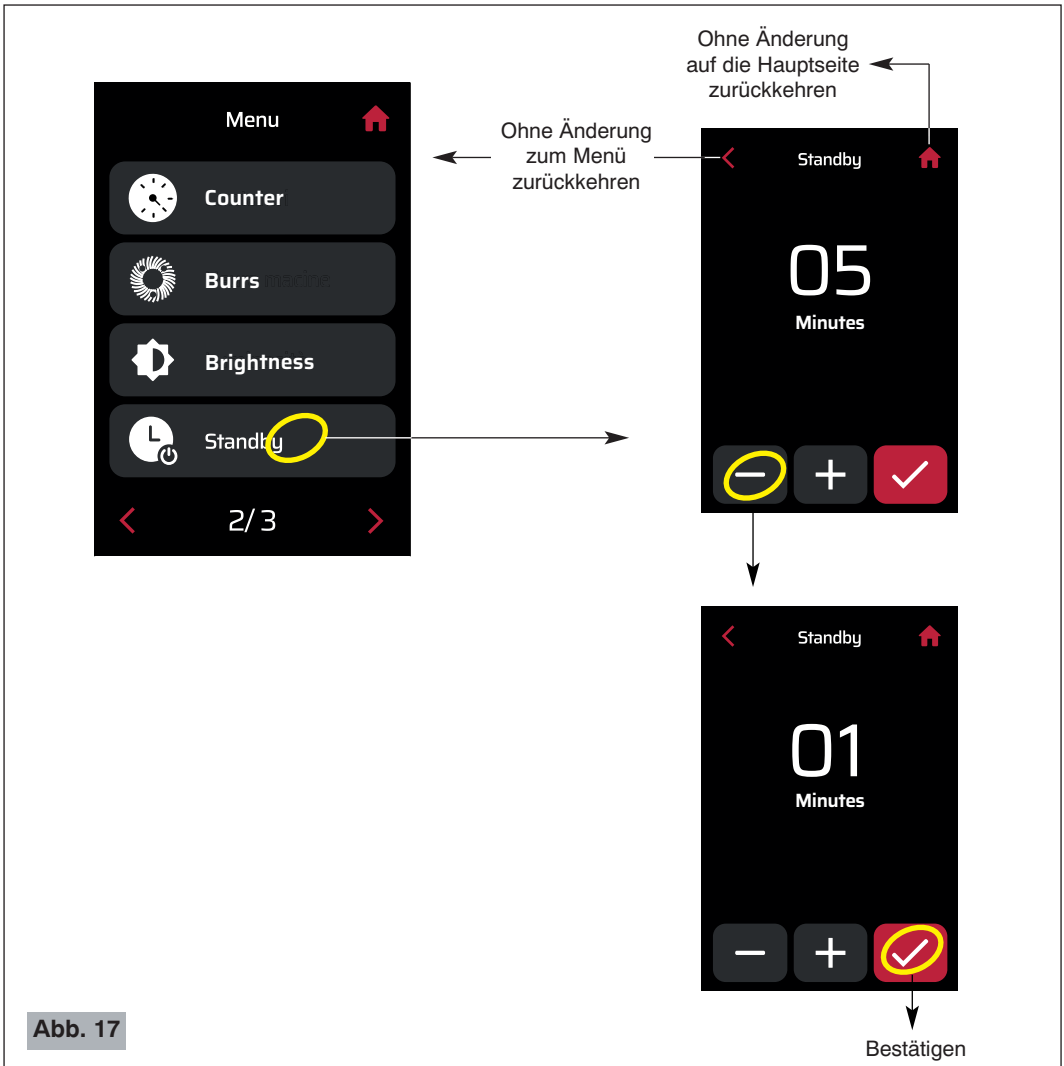 Ohne Änderung
auf die Hauptseite
zurückkehren
Menu
Ohne Änderung
zum Menü
zurückkehren
Counter
Burrs
Brightness
Standby
2/3
Standby
05
Minutes
Standby
01
Minutes
Bestätigen
Abb. 17